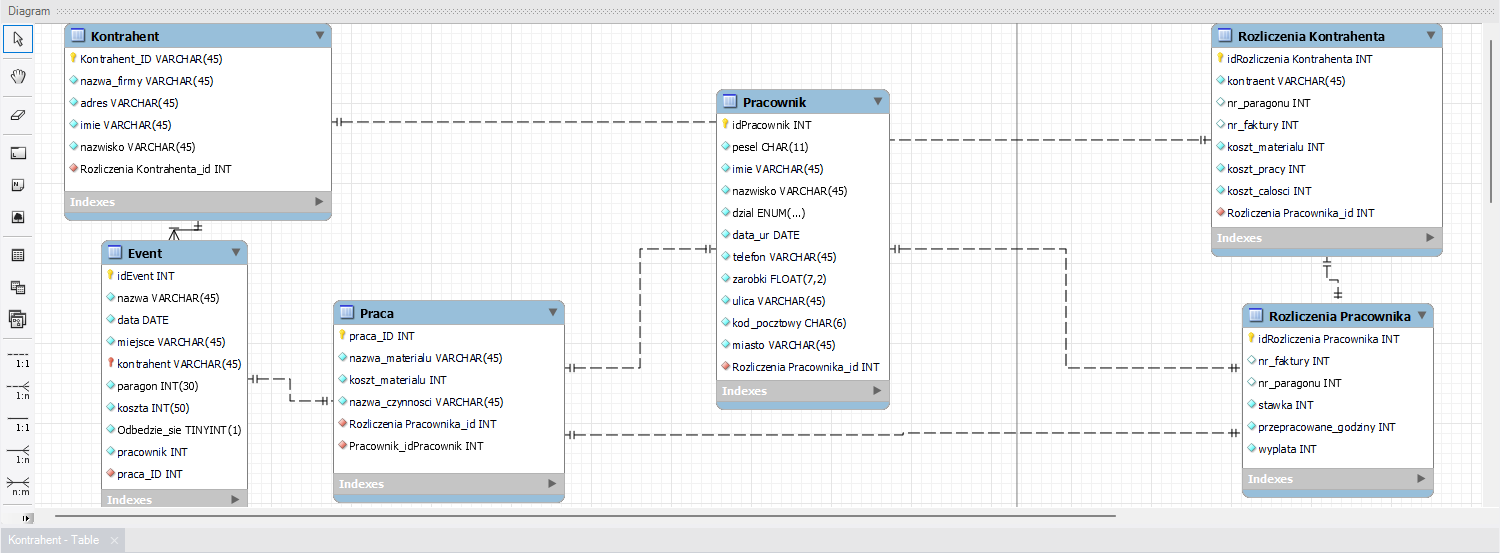 Diagram
Kontrahent
Kontrahent_ID VARCHAR(45)
nazwa_firmy VARCHAR(45)
adres VARCHAR(45)
imie VARCHAR(45)
nazwisko VARCHAR(45)
Rozliczenia Kontrahenta_id INT
Indexes
Event
idEvent INT
nazwa VARCHAR(45)
data DATE
miejsce VARCHAR(45)
kontrahent VARCHAR(45)
paragon INT(30)
koszta INT(50)
Odbedzie_sie TINYINT(1)
pracownik INT
praca_ID INT
Indexes
Praca
praca_ID INT
nazwa_materialu VARCHAR(45)
koszt_materialu INT
nazwa_czynnosci VARCHAR(45)
Rozliczenia Pracownika_id INT
Pracownik_idPracownik INT
Indexes
Pracownik
idPracownik INT
pesel CHAR(11)
imie VARCHAR(45)
nazwisko VARCHAR(45)
dzial ENUM(...)
data_ur DATE
telefon VARCHAR(45)
zarobki FLOAT(7,2)
ulica VARCHAR(45)
kod_pocztowy CHAR(6)
miasto VARCHAR(45)
Rozliczenia Pracownika_id INT
Indexes
Rozliczenia Kontrahenta
idRozliczenia Kontrahenta INT
kontraent VARCHAR(45)
nr_paragonu INT
nr_faktury INT
koszt_materialu INT
koszt_pracy INT
koszt_calosci INT
Rozliczenia Pracownika_id INT
Indexes
Rozliczenia Pracownika
idRozliczenia Pracownika INT
nr_faktury INT
nr_paragonu INT
stawka INT
przepracowane_godziny INT
wyplata INT
Indexes
1:1
1:n
1:1
1:n
n:m
Kontrahent - Table